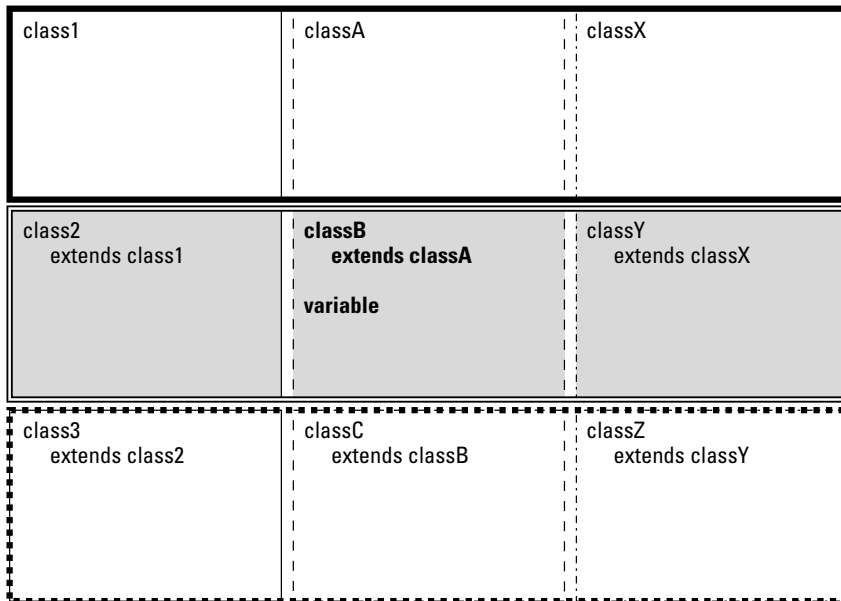 class1
classA
classX
class2
extends class1
classB
extends classA
variable
classY
extends classX
class3
extends class2
classC
extends classB
classZ
extends classY